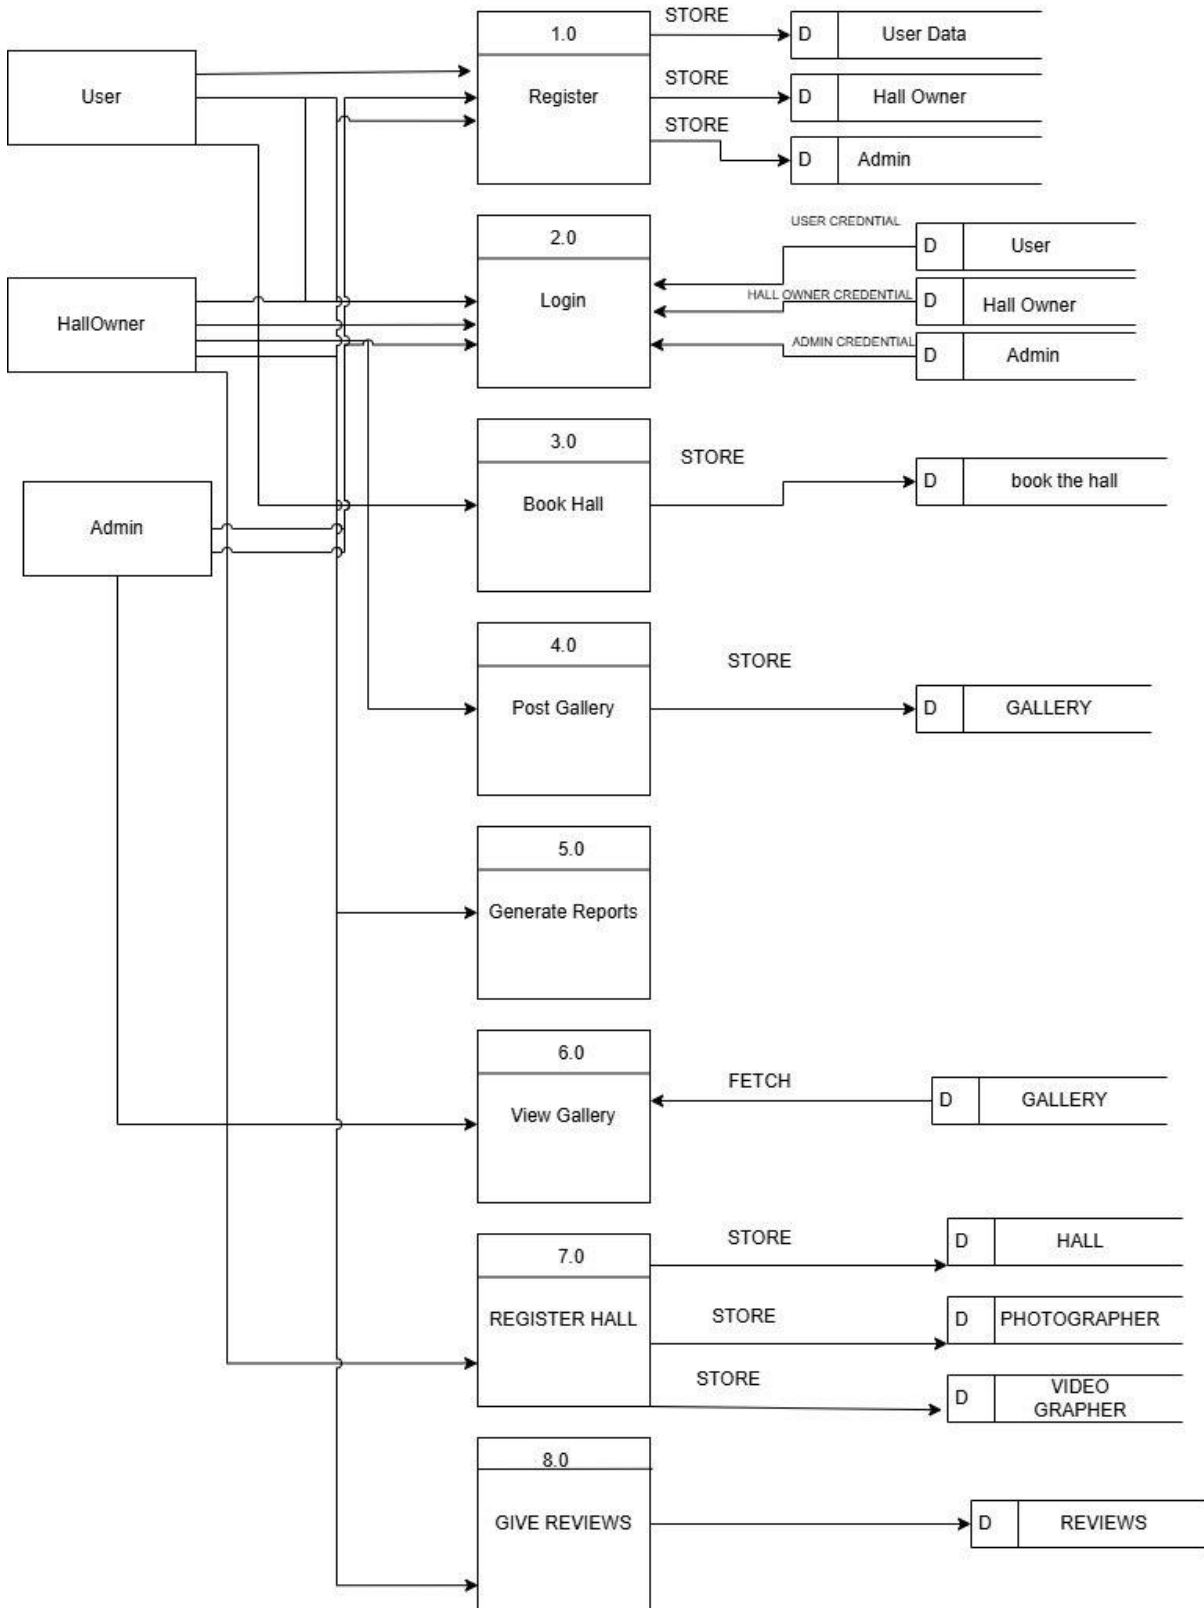 User
HallOwner
Admin
1.0
Register
STORE
D User Data
STORE
D Hall Owner
STORE
D Admin
2.0
Login
USER CREDNTIAL
D User
HALL OWNER CREDENTIAL
D Hall Owner
ADMIN CREDENTIAL
D Admin
3.0
Book Hall
STORE
D book the hall
4.0
Post Gallery
STORE
D GALLERY
5.0
Generate Reports
6.0
View Gallery
FETCH
D GALLERY
7.0
REGISTER HALL
STORE
D HALL
STORE
D PHOTOGRAPHER
STORE
D VIDEO
GRAPHER
8.0
GIVE REVIEWS
D REVIEWS